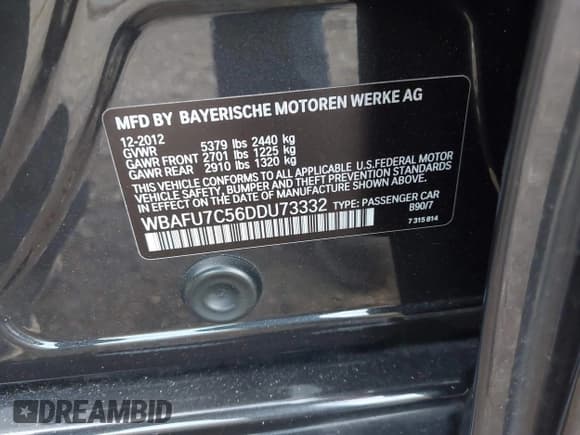 MFD BY BAYERISCHE MOTOREN WERKE AG
12-2012
GVWR 5379 lbs 2440 kg
GAWR FRONT 2701 lbs 1225 kg
GAWR REAR 2910 lbs 1320 kg
THIS VEHICLE CONFORMS TO ALL APPLICABLE U.S.FEDERAL MOTOR
VEHICLE SAFETY, BUMPER, AND THEFT PREVENTION STANDARDS
IN EFFECT ON THE DATE OF MANUFACTURE SHOWN ABOVE.
WBAFU7C56DDU73332 TYPE: PASSENGER CAR
B90/7
7 315 814
DREAMBID